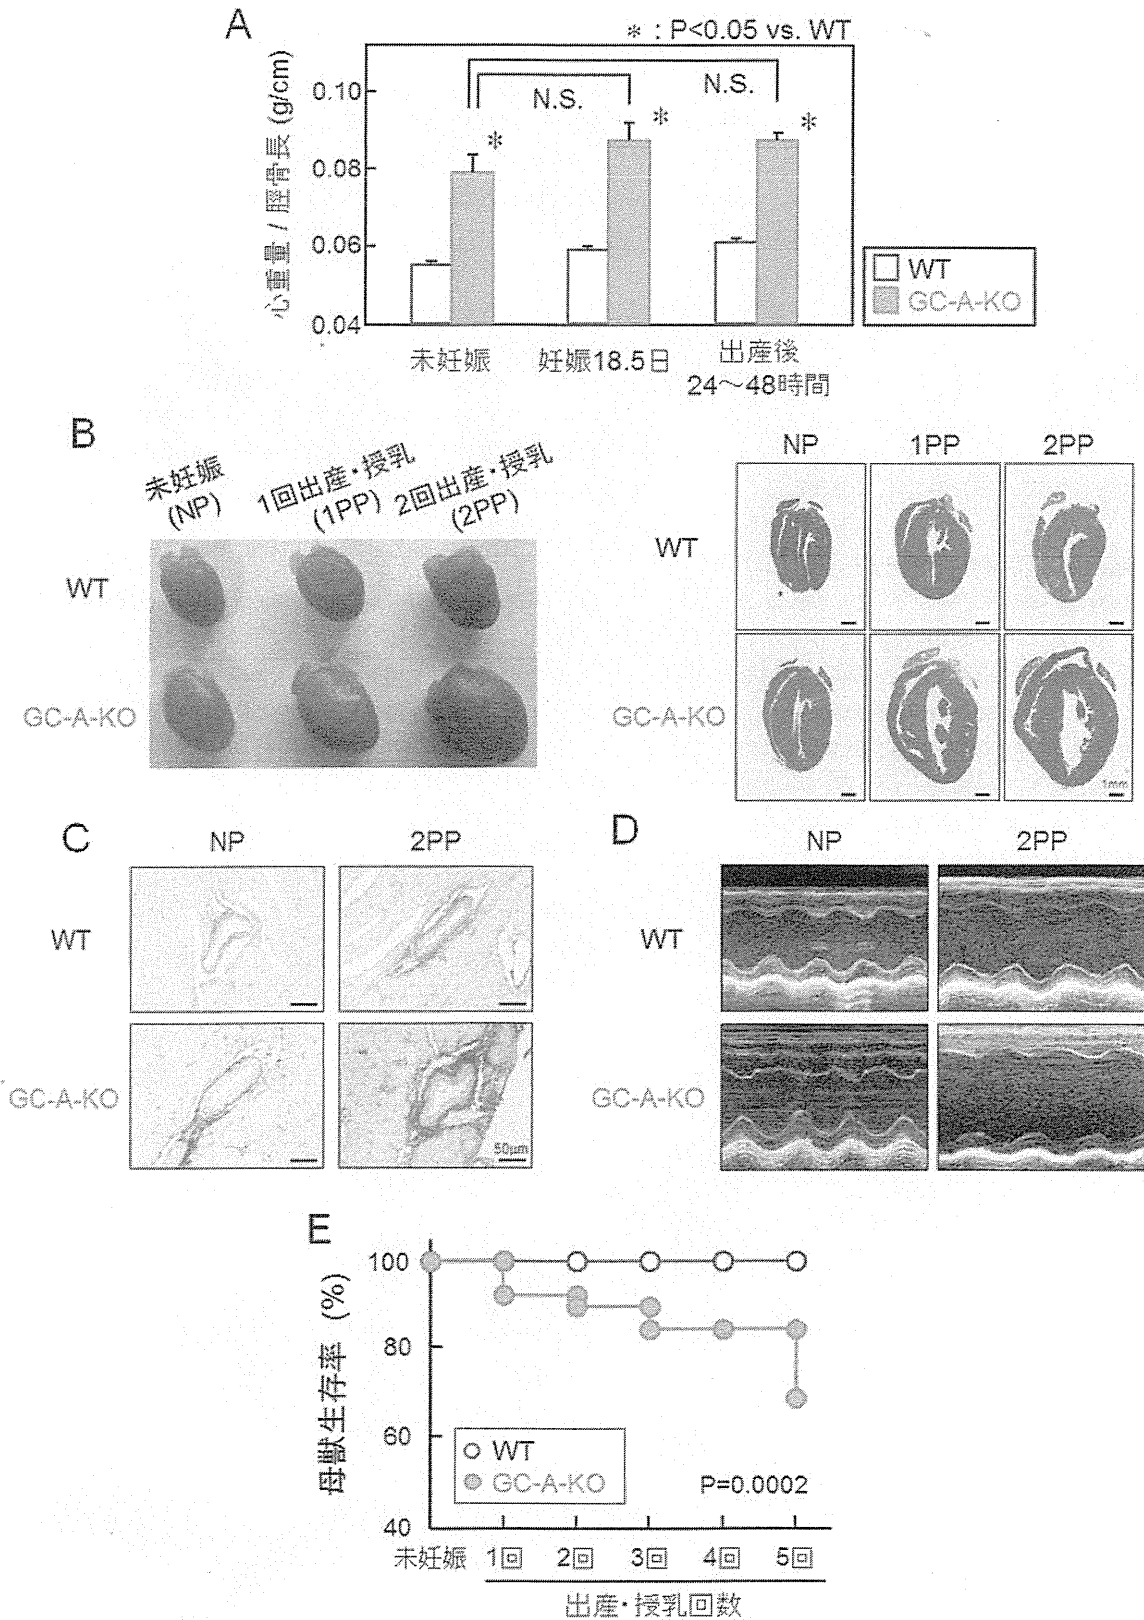 A
* : P<0.05 vs. WT
心重量 / 脛骨長 (g/cm)
0.10
0.08
0.06
0.04
N.S.
N.S.
*
*
*
WT
GC-A-KO
未妊娠
妊娠18.5日
出産後
24〜48時間
B
未妊娠
(NP)
1回出産・授乳
(1PP)
2回出産・授乳
(2PP)
WT
GC-A-KO
NP
1PP
2PP
WT
GC-A-KO
1mm
C
NP
2PP
WT
GC-A-KO
50μm
D
NP
2PP
WT
GC-A-KO
E
母獣生存率 (%)
100
80
60
40
WT
GC-A-KO
P=0.0002
未妊娠
1回
2回
3回
4回
5回
出産・授乳回数